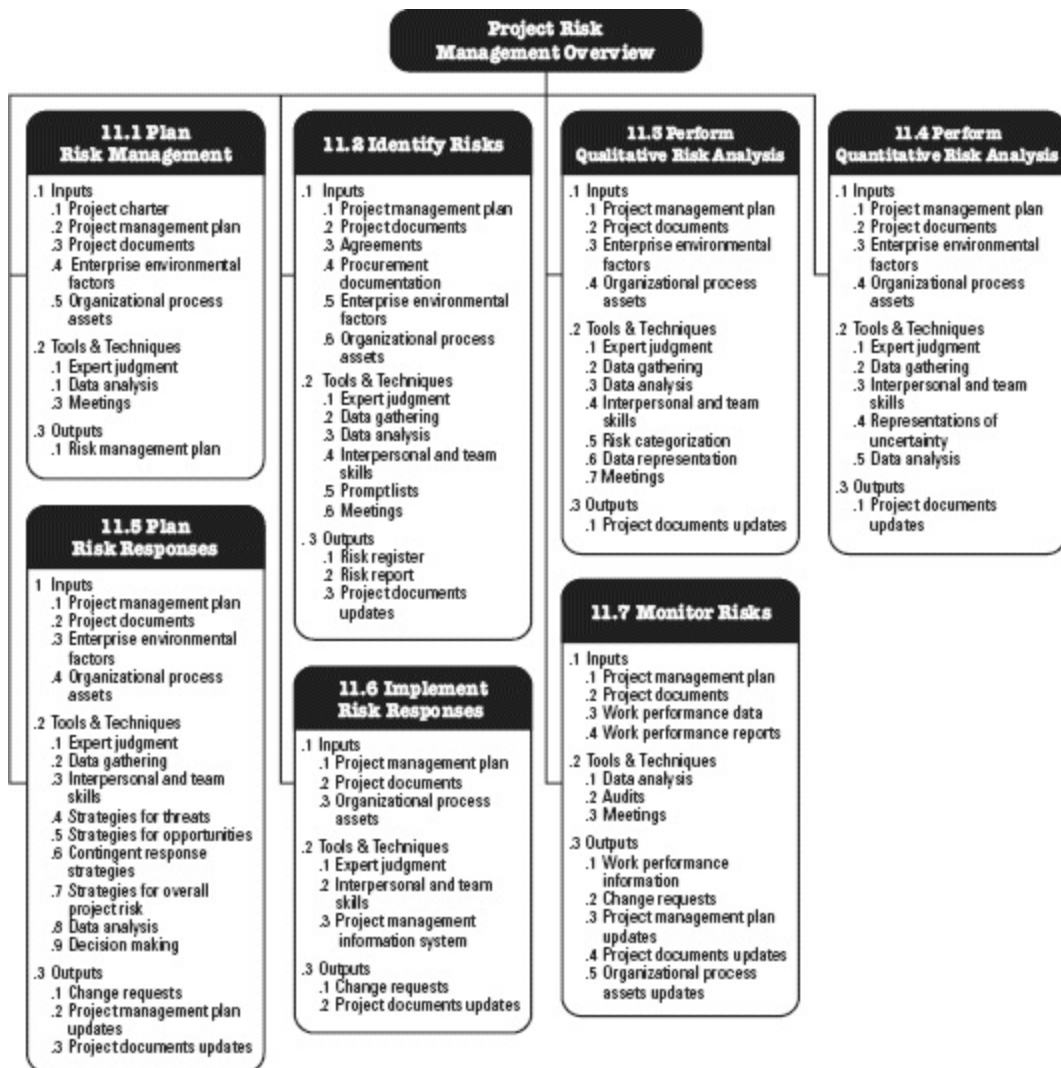 Project Risk
Management Overview
11.1 Plan
Risk Management
.1 Inputs
.1 Project charter
.2 Project management plan
.3 Project documents
.4 Enterprise environmental
factors
.5 Organizational process
assets
.2 Tools & Techniques
.1 Expert judgment
.1 Data analysis
.3 Meetings
.3 Outputs
.1 Risk management plan
11.2 Identify Risks
.1 Inputs
.1 Project management plan
.2 Project documents
.3 Agreements
.4 Procurement
documentation
.5 Enterprise environmental
factors
.6 Organizational process
assets
.2 Tools & Techniques
.1 Expert judgment
.2 Data gathering
.3 Data analysis
.4 Interpersonal and team
skills
.5 Prompt lists
.6 Meetings
. 3 Outputs
.1 Risk register
.2 Risk report
.3 Project documents
updates
11.3 Perform
Qualitative Risk Analysis
.1 Inputs
.1 Project management plan
.2 Project documents
.3 Enterprise environmental
factors
.4 Organizational process
assets
.2 Tools & Techniques
.1 Expert judgment
.2 Data gathering
.3 Data analysis
.4 Interpersonal and team
skills
.5 Risk categorization
.6 Data representation
.7 Meetings
.3 Outputs
.1 Project documents updates
11.4 Perform
Quantitative Risk Analysis
.1 Inputs
.1 Project management plan
.2 Project documents
.3 Enterprise environmental
factors
.4 Organizational process
assets
.2 Tools & Techniques
.1 Expert judgment
.2 Data gathering
.3 Interpersonal and team
skills
.4 Representations of
uncertainty
.5 Data analysis
.3 Outputs
.1 Project documents
updates
11.5 Plan
Risk Responses
1 Inputs
.1 Project management plan
.2 Project documents
.3 Enterprise environmental
factors
.4 Organizational process
assets
.2 Tools & Techniques
.1 Expert judgment
.2 Data gathering
.3 Interpersonal and team
skills
.4 Strategies for threats
.5 Strategies for opportunities
.6 Contingent response
strategies
.7 Strategies for overall
project risk
.8 Data analysis
.9 Decision making
.3 Outputs
.1 Change requests
.2 Project management plan
updates
.3 Project documents updates
11.6 Implement
Risk Responses
.1 Inputs
.1 Project management plan
.2 Project documents
.3 Organizational process
assets
.2 Tools & Techniques
.1 Expert judgment
.2 Interpersonal and team
skills
.3 Project management
information system
.3 Outputs
.1 Change requests
.2 Project documents updates
11.7 Monitor Risks
.1 Inputs
.1 Project management plan
.2 Project documents
.3 Work performance data
.4 Work performance reports
.2 Tools & Techniques
.1 Data analysis
.2 Audits
.3 Meetings
.3 Outputs
.1 Work performance
information
.2 Change requests
.3 Project management plan
updates
.4 Project documents updates
.5 Organizational process
assets updates